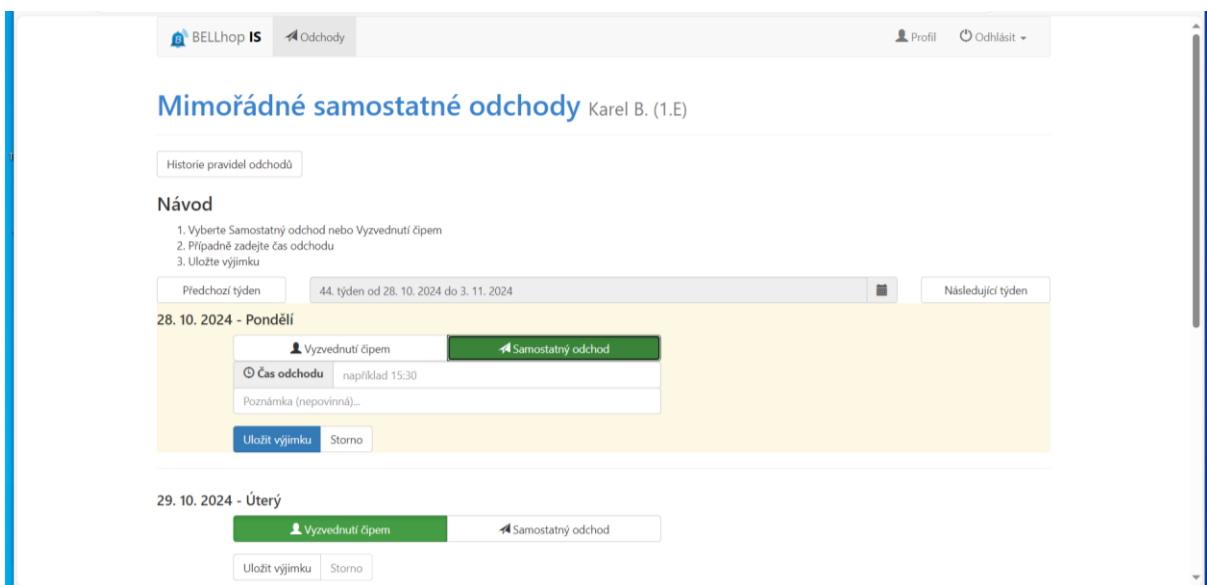 BELLhop IS Odchody Profil Odhlásit
Mimořádné samostatné odchody Karel B. (1.E)
Historie pravidel odchodů
Návod
1. Vyberte Samostatný odchod nebo Vyzvednutí čipem
2. Případně zadejte čas odchodu
3. Uložte výjimku
Předchozí týden 44. týden od 28. 10. 2024 do 3. 11. 2024 Následující týden
28. 10. 2024 - Pondělí
Vyzvednutí čipem Samostatný odchod
Čas odchodu například 15:30
Poznámka (nepovinná)...
Uložit výjimku Storno
29. 10. 2024 - Úterý
Vyzvednutí čipem Samostatný odchod
Uložit výjimku Storno